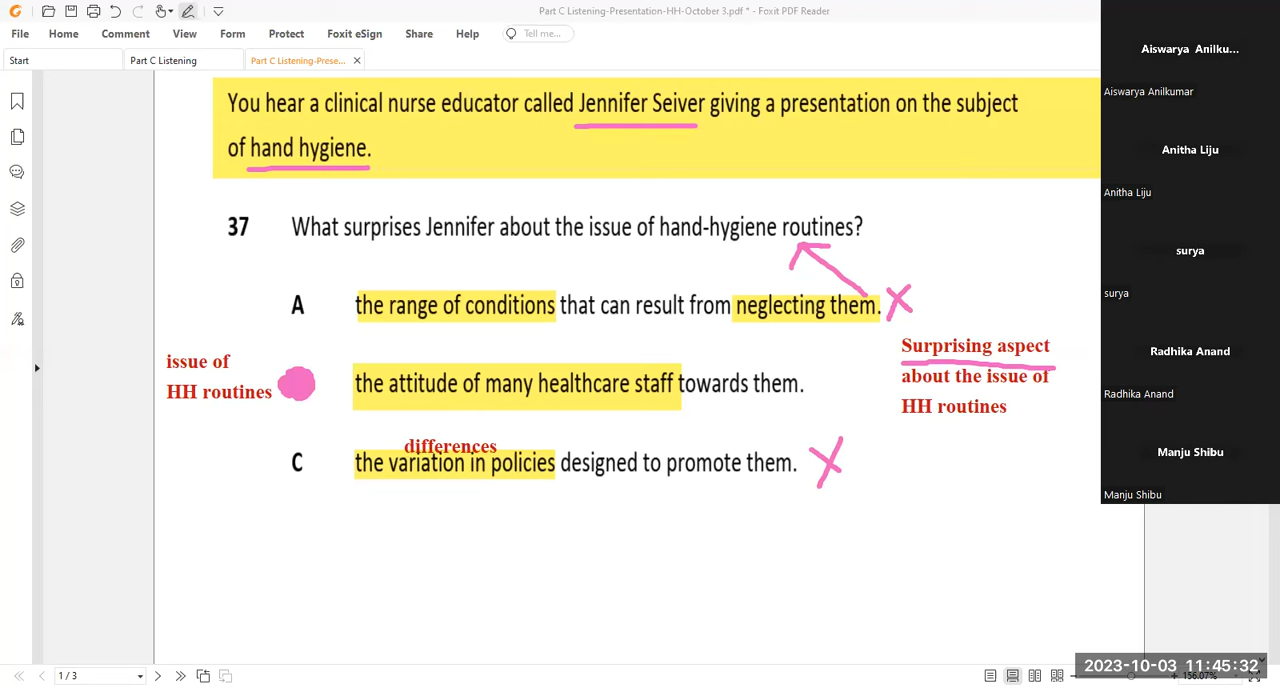 Part C Listening-Presentation-HH-October 3.pdf * - Foxit PDF Reader
File Home Comment View Form Protect Foxit eSign Share Help Tell me...
Start Part C Listening Part C Listening-Prese...
You hear a clinical nurse educator called Jennifer Seiver giving a presentation on the subject
of hand hygiene.
37 What surprises Jennifer about the issue of hand-hygiene routines?
A the range of conditions that can result from neglecting them.
Surprising aspect
about the issue of
HH routines
issue of
HH routines
the attitude of many healthcare staff towards them.
differences
C the variation in policies designed to promote them.
Aiswarya Anilku...
Aiswarya Anilkumar
Anitha Liju
Anitha Liju
surya
surya
Radhika Anand
Radhika Anand
Manju Shibu
Manju Shibu
1 / 3
156.07%
2023-10-03 11:45:32